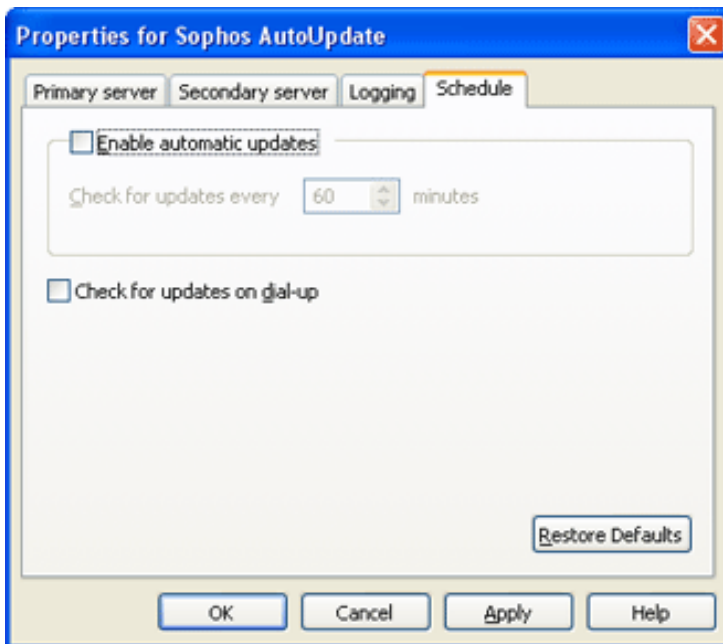 Properties for Sophos AutoUpdate
Primary server Secondary server Logging Schedule
Enable automatic updates
Check for updates every 60 minutes
Check for updates on dial-up
Restore Defaults
OK Cancel Apply Help